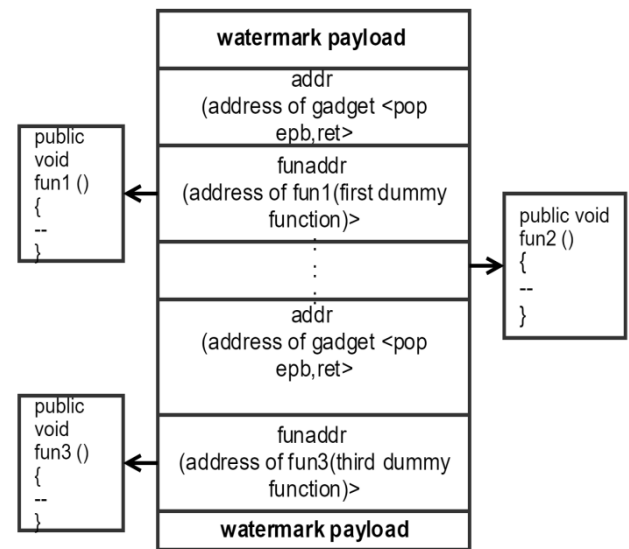 watermark payload
addr
(address of gadget <pop
epb,ret>
public
void
fun1 ()
{
--
}
funaddr
(address of fun1(first dummy
function)>
public void
fun2 ()
{
--
}
addr
(address of gadget <pop
epb,ret>
public
void
fun3 ()
{
--
}
funaddr
(address of fun3(third dummy
function)>
watermark payload